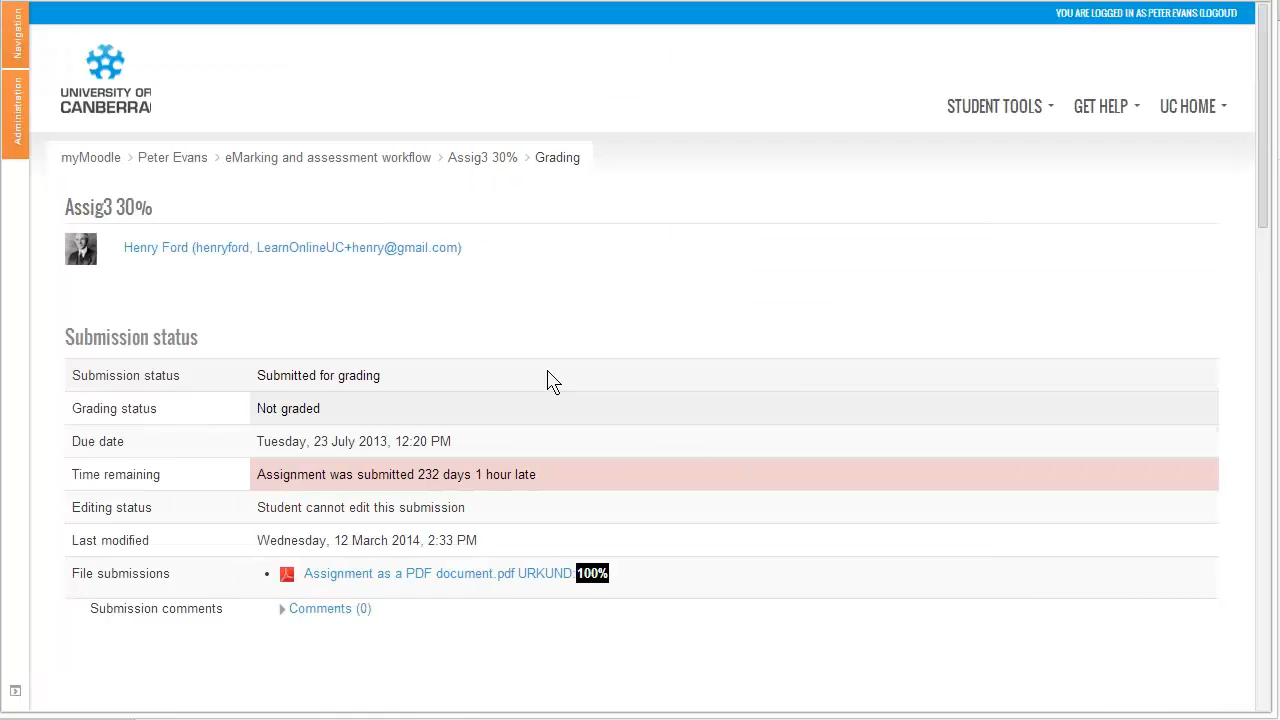 YOU ARE LOGGED IN AS PETER EVANS (LOGOUT)
Navigation
Administration
UNIVERSITY OF
CANBERRA
STUDENT TOOLS GET HELP UC HOME
myMoodle Peter Evans eMarking and assessment workflow Assig3 30% Grading
Assig3 30%
Henry Ford (henryford, LearnOnlineUC+henry@gmail.com)
Submission status
Submission status Submitted for grading
Grading status Not graded
Due date Tuesday, 23 July 2013, 12:20 PM
Time remaining Assignment was submitted 232 days 1 hour late
Editing status Student cannot edit this submission
Last modified Wednesday, 12 March 2014, 2:33 PM
File submissions • Assignment as a PDF document.pdf URKUND: 100%
Submission comments Comments (0)